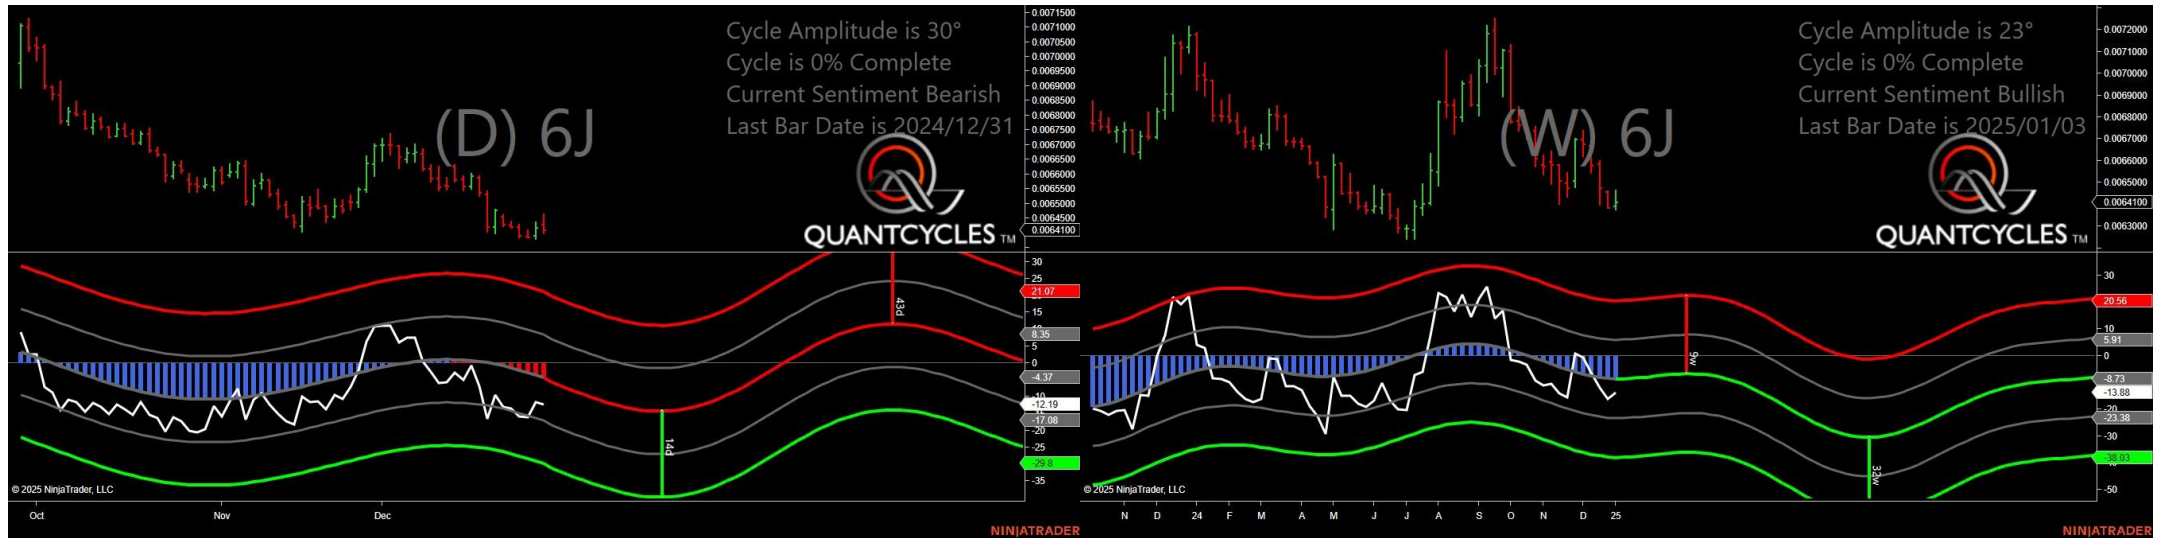 Cycle Amplitude is 30°
Cycle is 0% Complete
Current Sentiment Bearish
Last Bar Date is 2024/12/31
(D) 6J
QUANTCYCLES TM
0.0071500
0.0071000
0.0070500
0.0070000
0.0069500
0.0069000
0.0068500
0.0068000
0.0067500
0.0067000
0.0066500
0.0066000
0.0065500
0.0065000
0.0064500
0.0064100
30
25
21.07
15
8.35
5
0
-4.37
-12.19
-17.08
-20
-25
-29.8
-35
43d
14d
© 2025 NinjaTrader, LLC
Oct Nov Dec
NINJATRADER
Cycle Amplitude is 23°
Cycle is 0% Complete
Current Sentiment Bullish
Last Bar Date is 2025/01/03
(W) 6J
QUANTCYCLES TM
0.0072000
0.0071000
0.0070000
0.0069000
0.0068000
0.0067000
0.0066000
0.0065000
0.0064100
0.0063000
30
20.56
10
5.91
0
-8.73
-13.88
-20
-23.38
-30
-38.03
-50
9w
32w
© 2025 NinjaTrader, LLC
N D 24 F M A M J J A S O N D 25
NINJATRADER